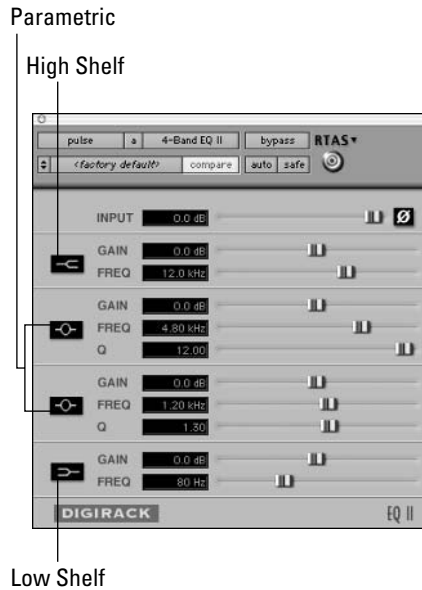 Parametric
High Shelf
pulse a 4-Band EQ II bypass RTAS
<factory default> compare auto safe
INPUT 0.0 dB Ø
GAIN 0.0 dB
FREQ 12.0 kHz
GAIN 0.0 dB
FREQ 4.80 kHz
Q 12.00
GAIN 0.0 dB
FREQ 1.20 kHz
Q 1.30
GAIN 0.0 dB
FREQ 80 Hz
DIGIRACK EQ II
Low Shelf